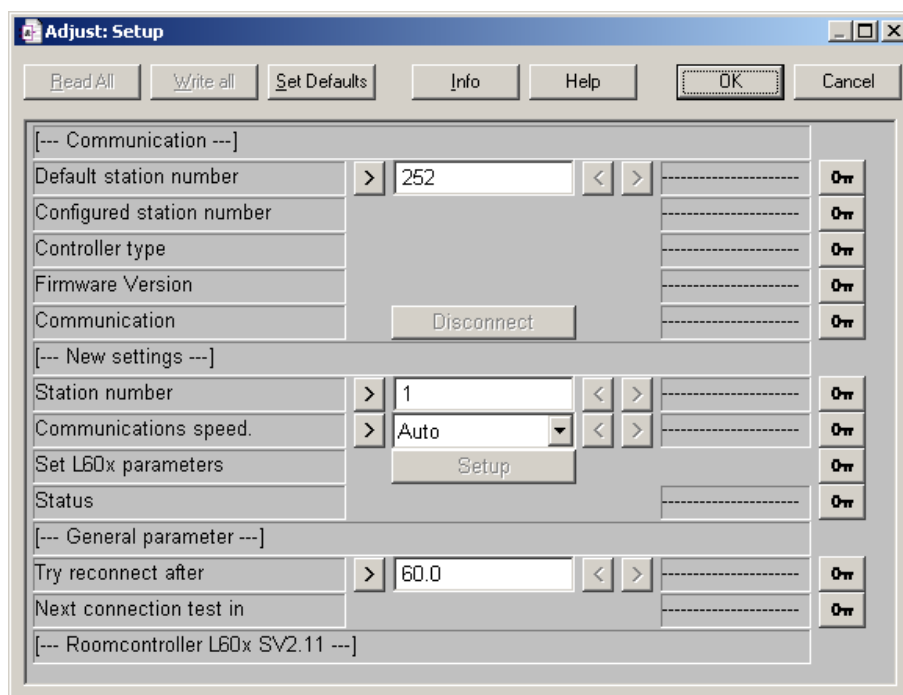 Adjust: Setup
Read All Write all Set Defaults Info Help OK Cancel
[--- Communication ---]
Default station number > 252 < > ----------------------
Configured station number ----------------------
Controller type ----------------------
Firmware Version ----------------------
Communication Disconnect ----------------------
[--- New settings ---]
Station number > 1 < > ----------------------
Communications speed. > Auto < > ----------------------
Set L60x parameters Setup
Status ----------------------
[--- General parameter ---]
Try reconnect after > 60.0 < > ----------------------
Next connection test in ----------------------
[--- Roomcontroller L60x SV2.11 ---]